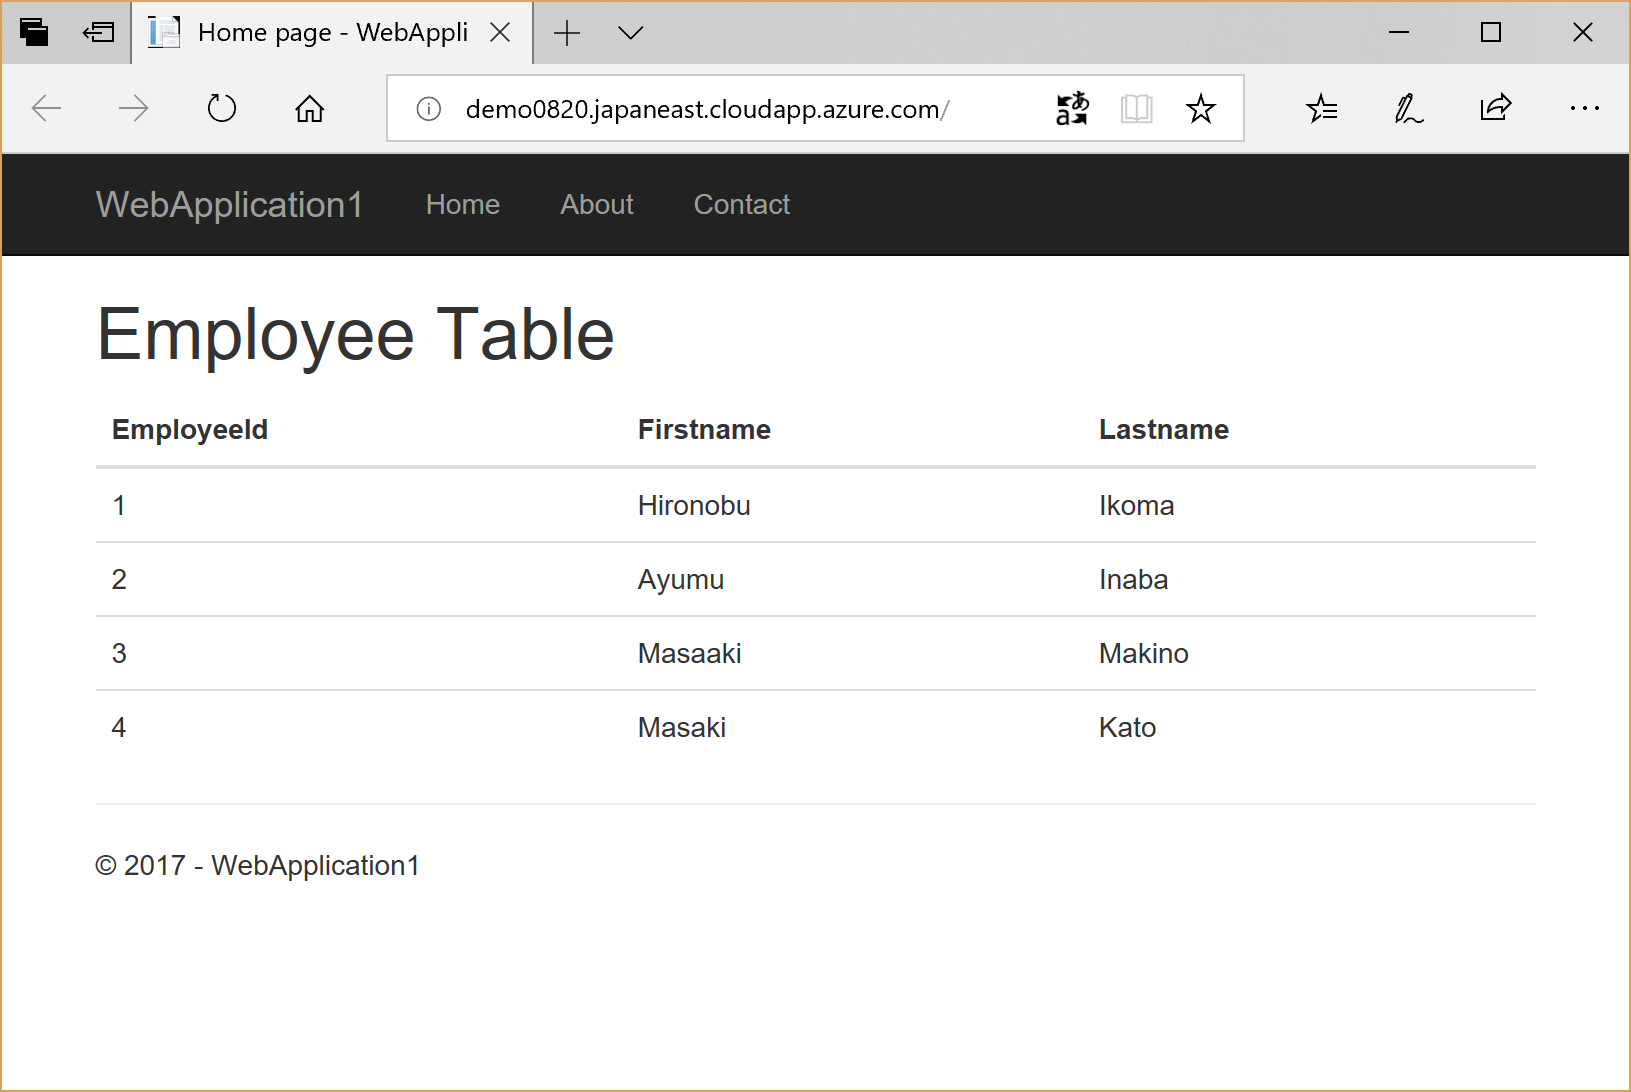 Home page - WebAppli
demo0820.japaneast.cloudapp.azure.com/
WebApplication1 Home About Contact
Employee Table
EmployeeId Firstname Lastname
1 Hironobu Ikoma
2 Ayumu Inaba
3 Masaaki Makino
4 Masaki Kato
© 2017 - WebApplication1